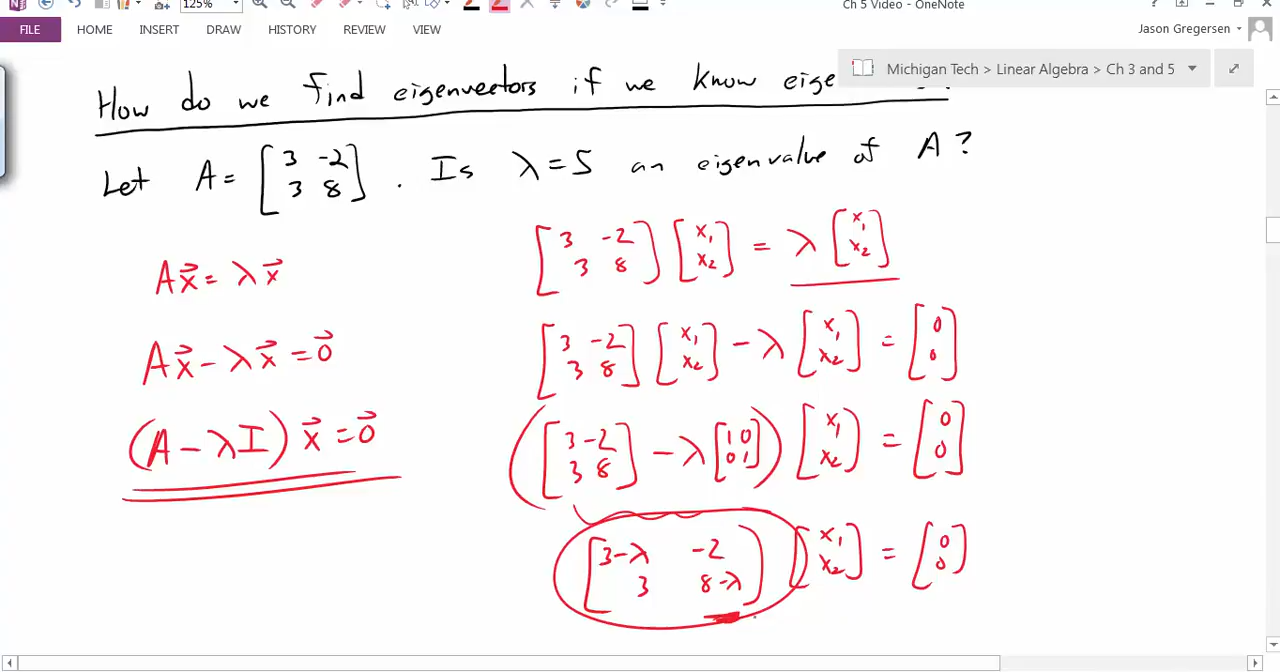 125%
Ch 5 Video - OneNote
FILE HOME INSERT DRAW HISTORY REVIEW VIEW
Jason Gregersen
Michigan Tech > Linear Algebra > Ch 3 and 5
How do we find eigenvectors if we know eige
Let A = [3 -2; 3 8]. Is λ = 5 an eigenvalue of A?
[3 -2; 3 8] [x₁; x₂] = λ [x₁; x₂]
Ax⃗ = λx⃗
[3 -2; 3 8] [x₁; x₂] - λ [x₁; x₂] = [0; 0]
Ax⃗ - λx⃗ = 0⃗
([3 -2; 3 8] - λ [1 0; 0 1]) [x₁; x₂] = [0; 0]
(A - λI) x⃗ = 0⃗
[3-λ -2; 3 8-λ] [x₁; x₂] = [0; 0]